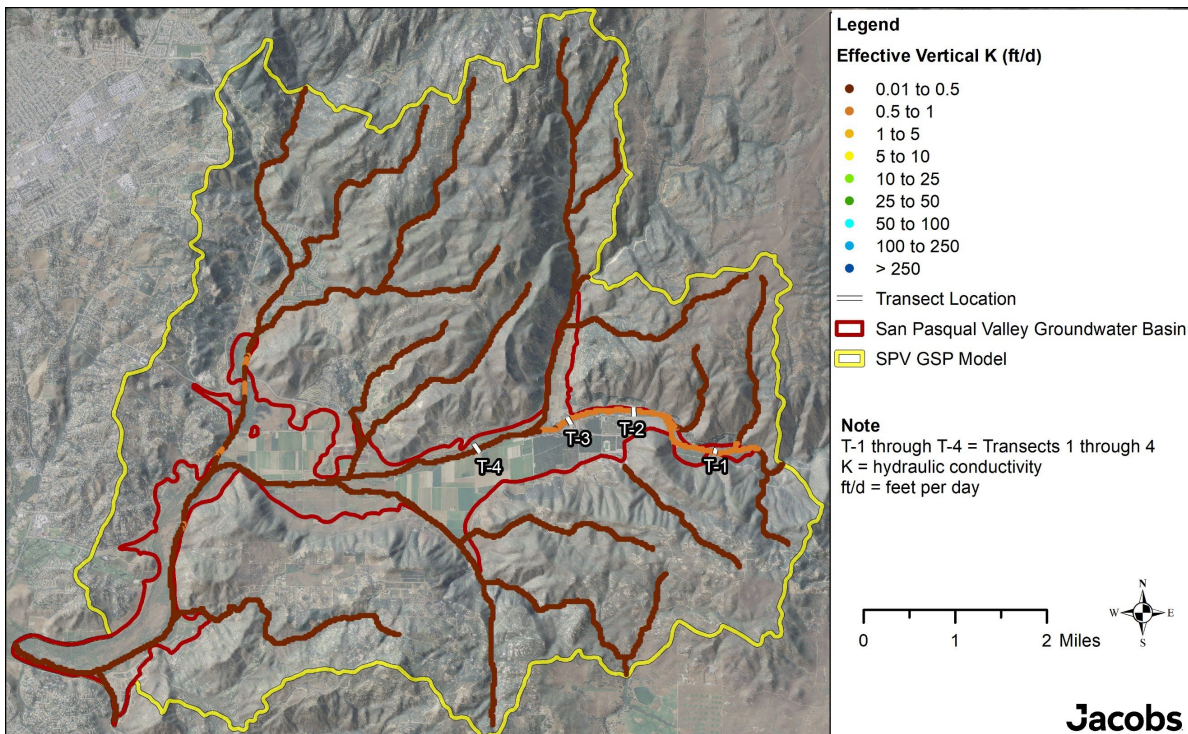 Legend
Effective Vertical K (ft/d)
0.01 to 0.5
0.5 to 1
1 to 5
5 to 10
10 to 25
25 to 50
50 to 100
100 to 250
> 250
Transect Location
San Pasqual Valley Groundwater Basin
SPV GSP Model
Note
T-1 through T-4 = Transects 1 through 4
K = hydraulic conductivity
ft/d = feet per day
T-4
T-3
T-2
T-1
N
W
E
S
0 1 2 Miles
Jacobs